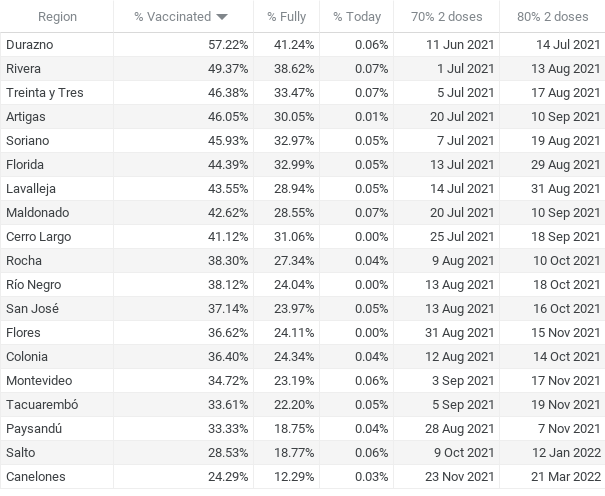 Region % Vaccinated % Fully % Today 70% 2 doses 80% 2 doses
Durazno 57.22% 41.24% 0.06% 11 Jun 2021 14 Jul 2021
Rivera 49.37% 38.62% 0.07% 1 Jul 2021 13 Aug 2021
Treinta y Tres 46.38% 33.47% 0.07% 5 Jul 2021 17 Aug 2021
Artigas 46.05% 30.05% 0.01% 20 Jul 2021 10 Sep 2021
Soriano 45.93% 32.97% 0.05% 7 Jul 2021 19 Aug 2021
Florida 44.39% 32.99% 0.05% 13 Jul 2021 29 Aug 2021
Lavalleja 43.55% 28.94% 0.05% 14 Jul 2021 31 Aug 2021
Maldonado 42.62% 28.55% 0.07% 20 Jul 2021 10 Sep 2021
Cerro Largo 41.12% 31.06% 0.00% 25 Jul 2021 18 Sep 2021
Rocha 38.30% 27.34% 0.04% 9 Aug 2021 10 Oct 2021
Río Negro 38.12% 24.04% 0.00% 13 Aug 2021 18 Oct 2021
San José 37.14% 23.97% 0.05% 13 Aug 2021 16 Oct 2021
Flores 36.62% 24.11% 0.00% 31 Aug 2021 15 Nov 2021
Colonia 36.40% 24.34% 0.04% 12 Aug 2021 14 Oct 2021
Montevideo 34.72% 23.19% 0.06% 3 Sep 2021 17 Nov 2021
Tacuarembó 33.61% 22.20% 0.05% 5 Sep 2021 19 Nov 2021
Paysandú 33.33% 18.75% 0.04% 28 Aug 2021 7 Nov 2021
Salto 28.53% 18.77% 0.06% 9 Oct 2021 12 Jan 2022
Canelones 24.29% 12.29% 0.03% 23 Nov 2021 21 Mar 2022